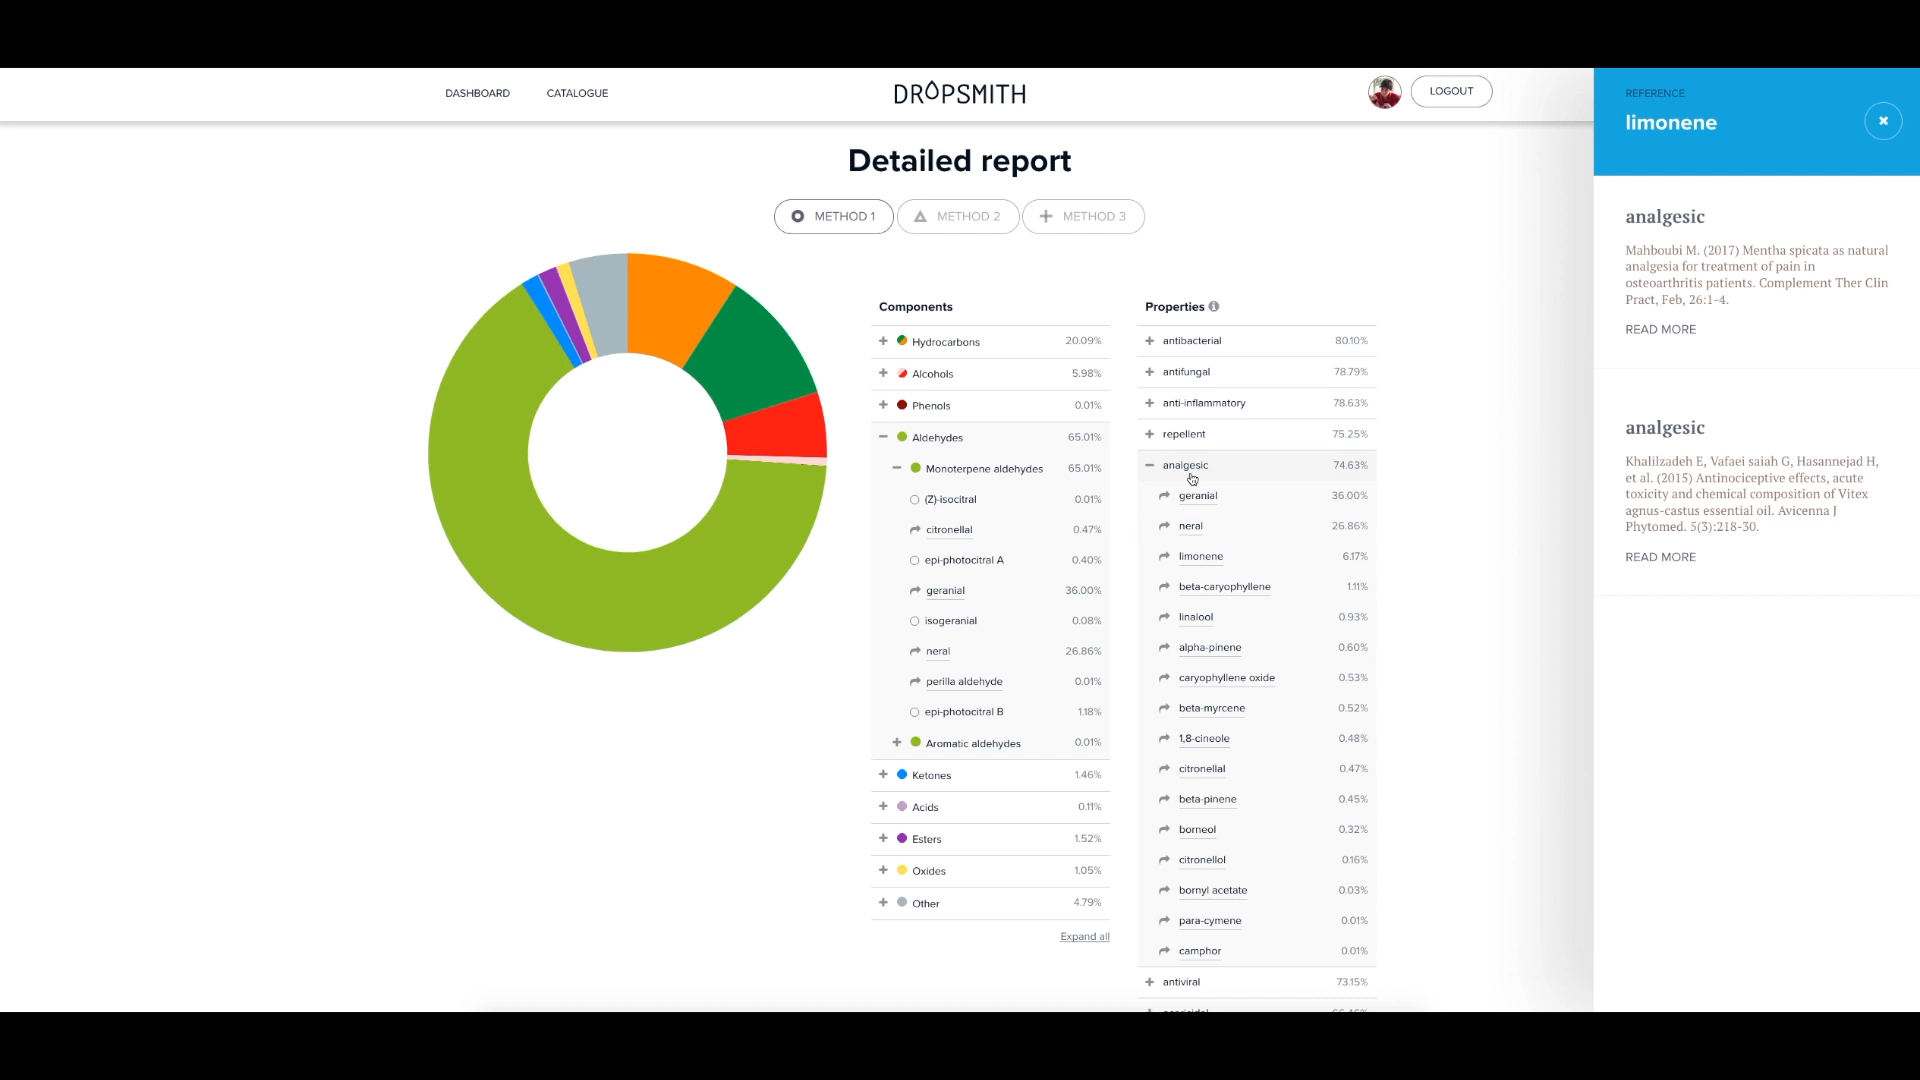 DASHBOARD
CATALOGUE
DROPSMITH
LOGOUT
Detailed report
METHOD 1
METHOD 2
METHOD 3
Components
Hydrocarbons 20.09%
Alcohols 5.98%
Phenols 0.01%
Aldehydes 65.01%
Monoterpene aldehydes 65.01%
(Z)-isocitral 0.01%
citronellal 0.47%
epi-photocitral A 0.40%
geranial 36.00%
isogeranial 0.08%
neral 26.86%
perilla aldehyde 0.01%
epi-photocitral B 1.18%
Aromatic aldehydes 0.01%
Ketones 1.46%
Acids 0.11%
Esters 1.52%
Oxides 1.05%
Other 4.79%
Expand all
Properties
antibacterial 80.10%
antifungal 78.79%
anti-inflammatory 78.63%
repellent 75.25%
analgesic 74.63%
geranial 36.00%
neral 26.86%
limonene 6.17%
beta-caryophyllene 1.11%
linalool 0.93%
alpha-pinene 0.60%
caryophyllene oxide 0.53%
beta-myrcene 0.52%
1,8-cineole 0.48%
citronellal 0.47%
beta-pinene 0.45%
borneol 0.32%
citronellol 0.16%
bornyl acetate 0.03%
para-cymene 0.01%
camphor 0.01%
antiviral 73.15%
REFERENCE
limonene
analgesic
Mahboubi M. (2017) Mentha spicata as natural
analgesia for treatment of pain in
osteoarthritis patients. Complement Ther Clin
Pract, Feb, 26:1-4.
READ MORE
analgesic
Khalilzadeh E, Vafaei saiah G, Hasannejad H,
et al. (2015) Antinociceptive effects, acute
toxicity and chemical composition of Vitex
agnus-castus essential oil. Avicenna J
Phytomed. 5(3):218-30.
READ MORE